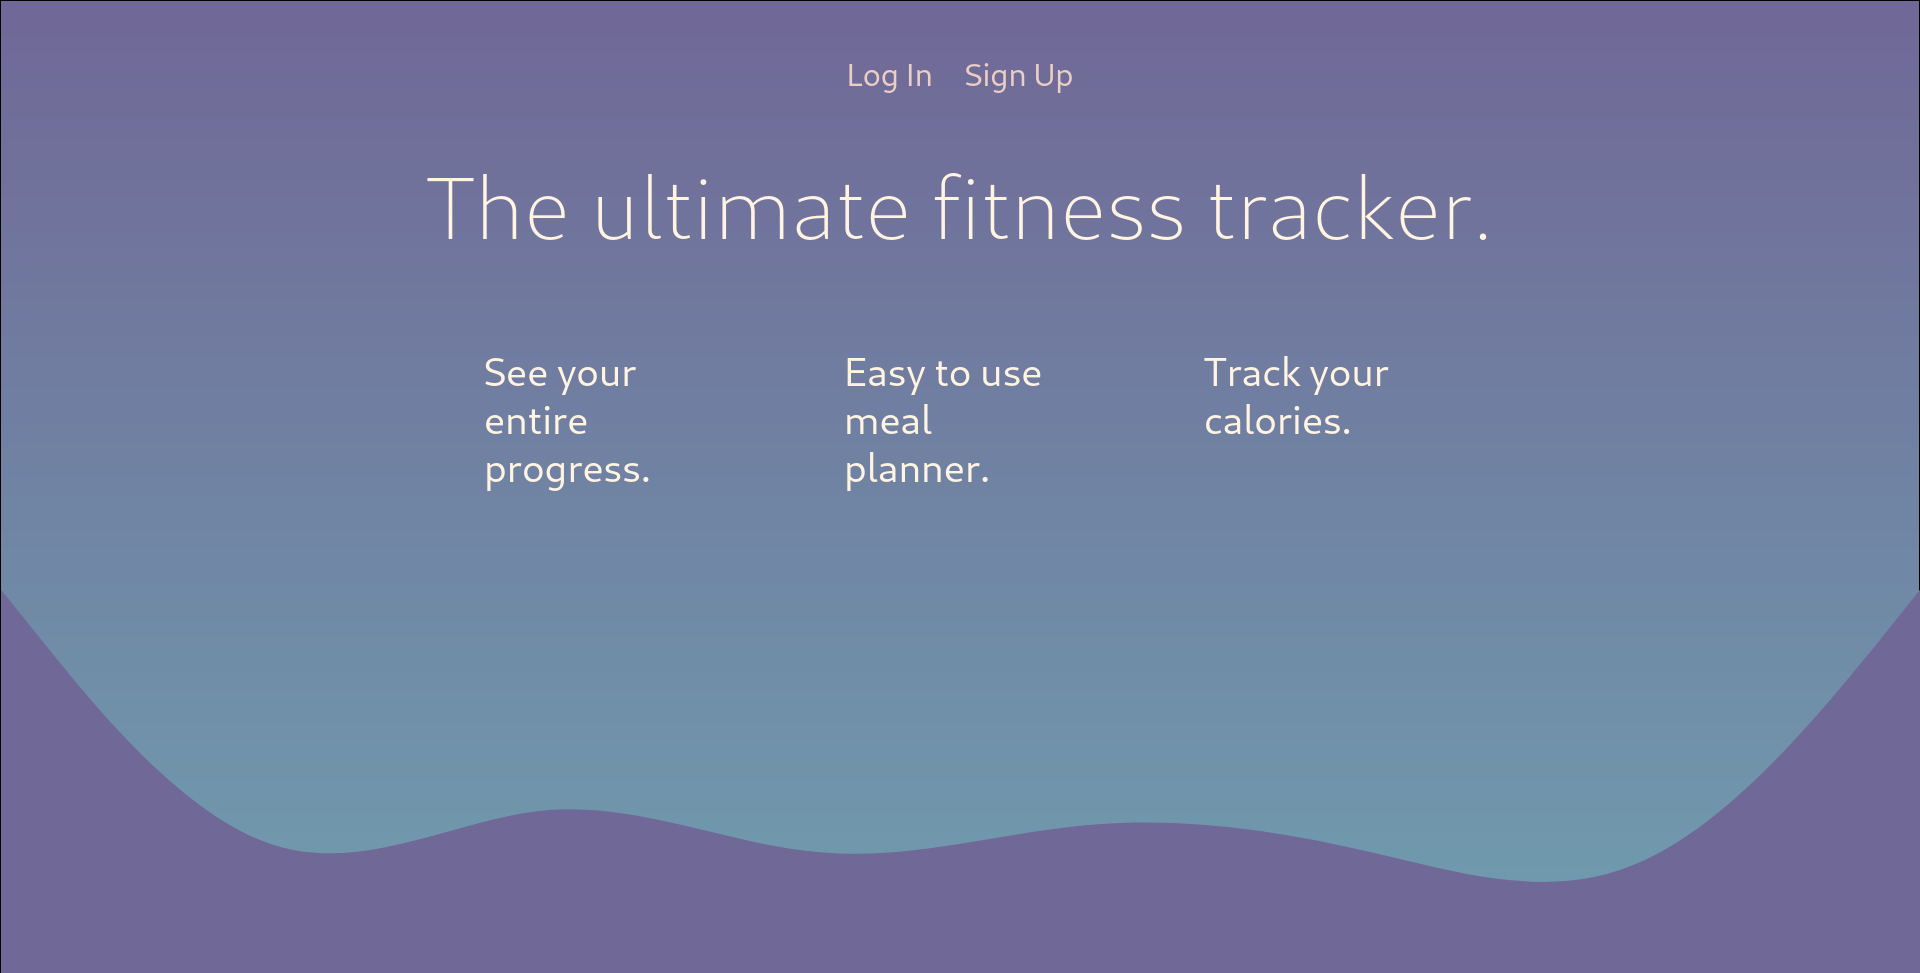 Log In Sign Up
The ultimate fitness tracker.
See your
entire
progress.
Easy to use
meal
planner.
Track your
calories.